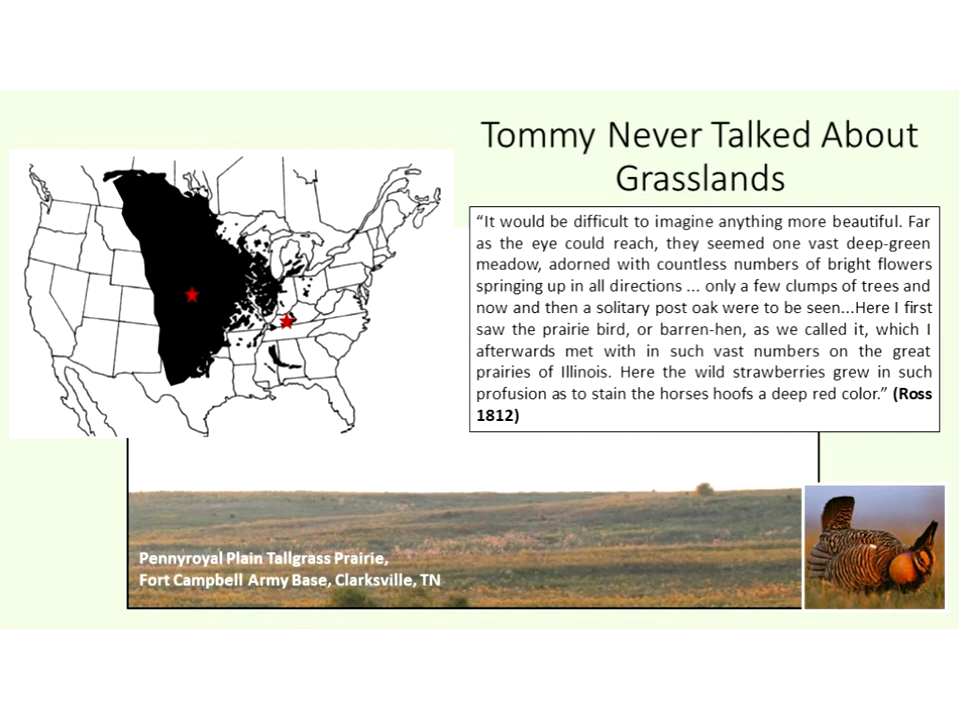 Tommy Never Talked About
Grasslands
“It would be difficult to imagine anything more beautiful. Far
as the eye could reach, they seemed one vast deep-green
meadow, adorned with countless numbers of bright flowers
springing up in all directions ... only a few clumps of trees and
now and then a solitary post oak were to be seen...Here I first
saw the prairie bird, or barren-hen, as we called it, which I
afterwards met with in such vast numbers on the great
prairies of Illinois. Here the wild strawberries grew in such
profusion as to stain the horses hoofs a deep red color.” (Ross
1812)
Pennyroyal Plain Tallgrass Prairie,
Fort Campbell Army Base, Clarksville, TN